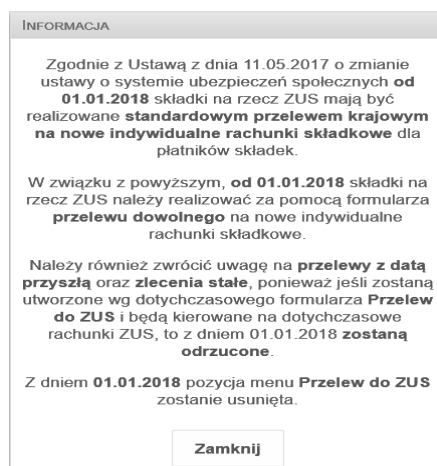 INFORMACJA
Zgodnie z Ustawą z dnia 11.05.2017 o zmianie
ustawy o systemie ubezpieczeń społecznych od
01.01.2018 składki na rzecz ZUS mają być
realizowane standardowym przelewem krajowym
na nowe indywidualne rachunki składkowe dla
płatników składek.
W związku z powyższym, od 01.01.2018 składki na
rzecz ZUS należy realizować za pomocą formularza
przelewu dowolnego na nowe indywidualne
rachunki składkowe.
Należy również zwrócić uwagę na przelewy z datą
przyszłą oraz zlecenia stałe, ponieważ jeśli zostaną
utworzone wg dotychczasowego formularza Przelew
do ZUS i będą kierowane na dotychczasowe
rachunki ZUS, to z dniem 01.01.2018 zostaną
odrzucone.
Z dniem 01.01.2018 pozycja menu Przelew do ZUS
zostanie usunięta.
Zamknij